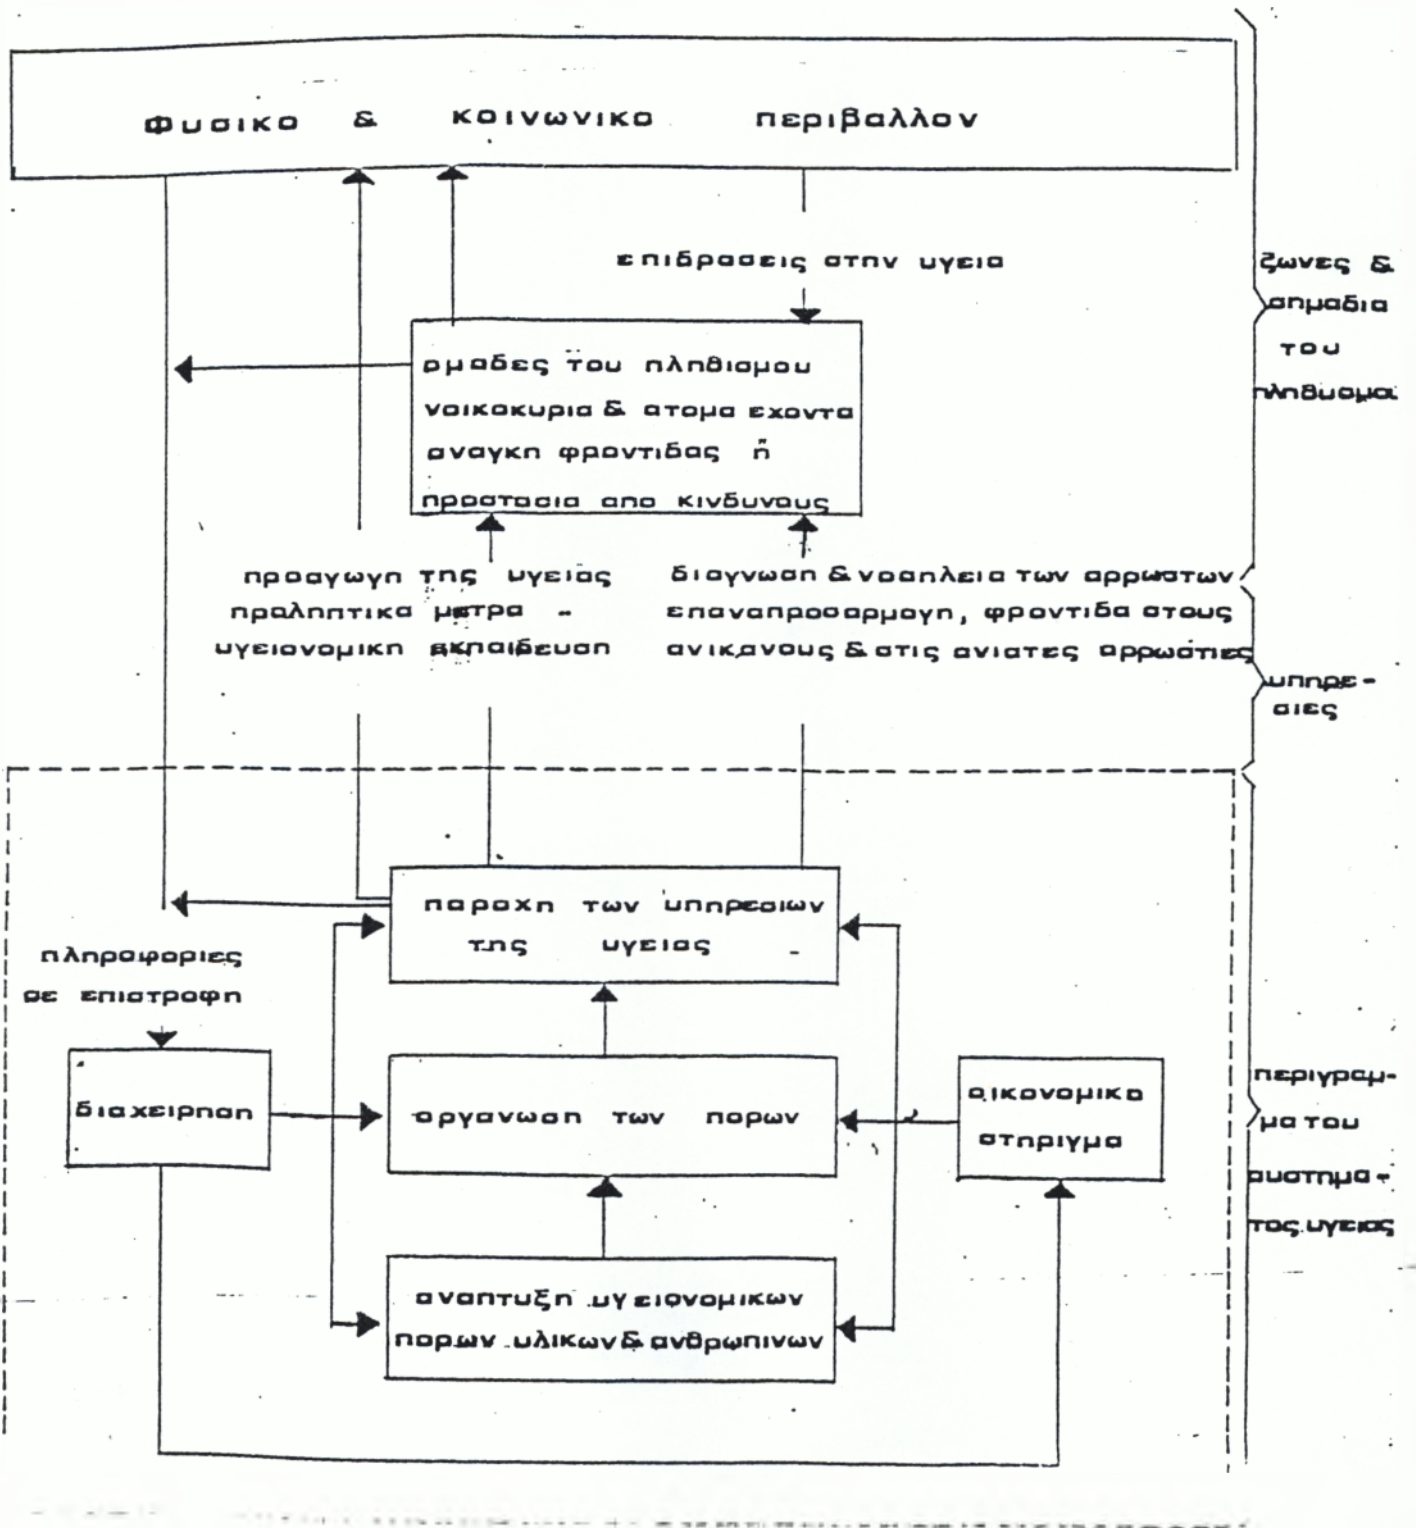 Φυσικο & κοινωνικο περιβαλλον
επιδρασεις στην υγεια
ζωνες &
σημαδια
του
πληθυσμου
ομαδες του πληθισμου
νοικοκυρια & ατομα εχοντα
αναγκη φροντιδας ή
προστασια απο κινδυνους
προαγωγη της υγειας
προληπτικα μετρα -
υγειονομικη εκπαιδευση
διαγνωση & νοσηλεια των αρρωστων
επαναπροσαρμογη, φροντιδα στους
ανικανους & στις ανιατες αρρωστιες
υπηρε-
σιες
παροχη των υπηρεσιων
της υγειας
πληροφοριες
σε επιστροφη
διαχειρηση
οργανωση των πορων
οικονομικο
στηριγμα
περιγραμ-
μα του
συστημα-
τος υγειας
αναπτυξη υγειονομικων
πορων υλικων & ανθρωπινων